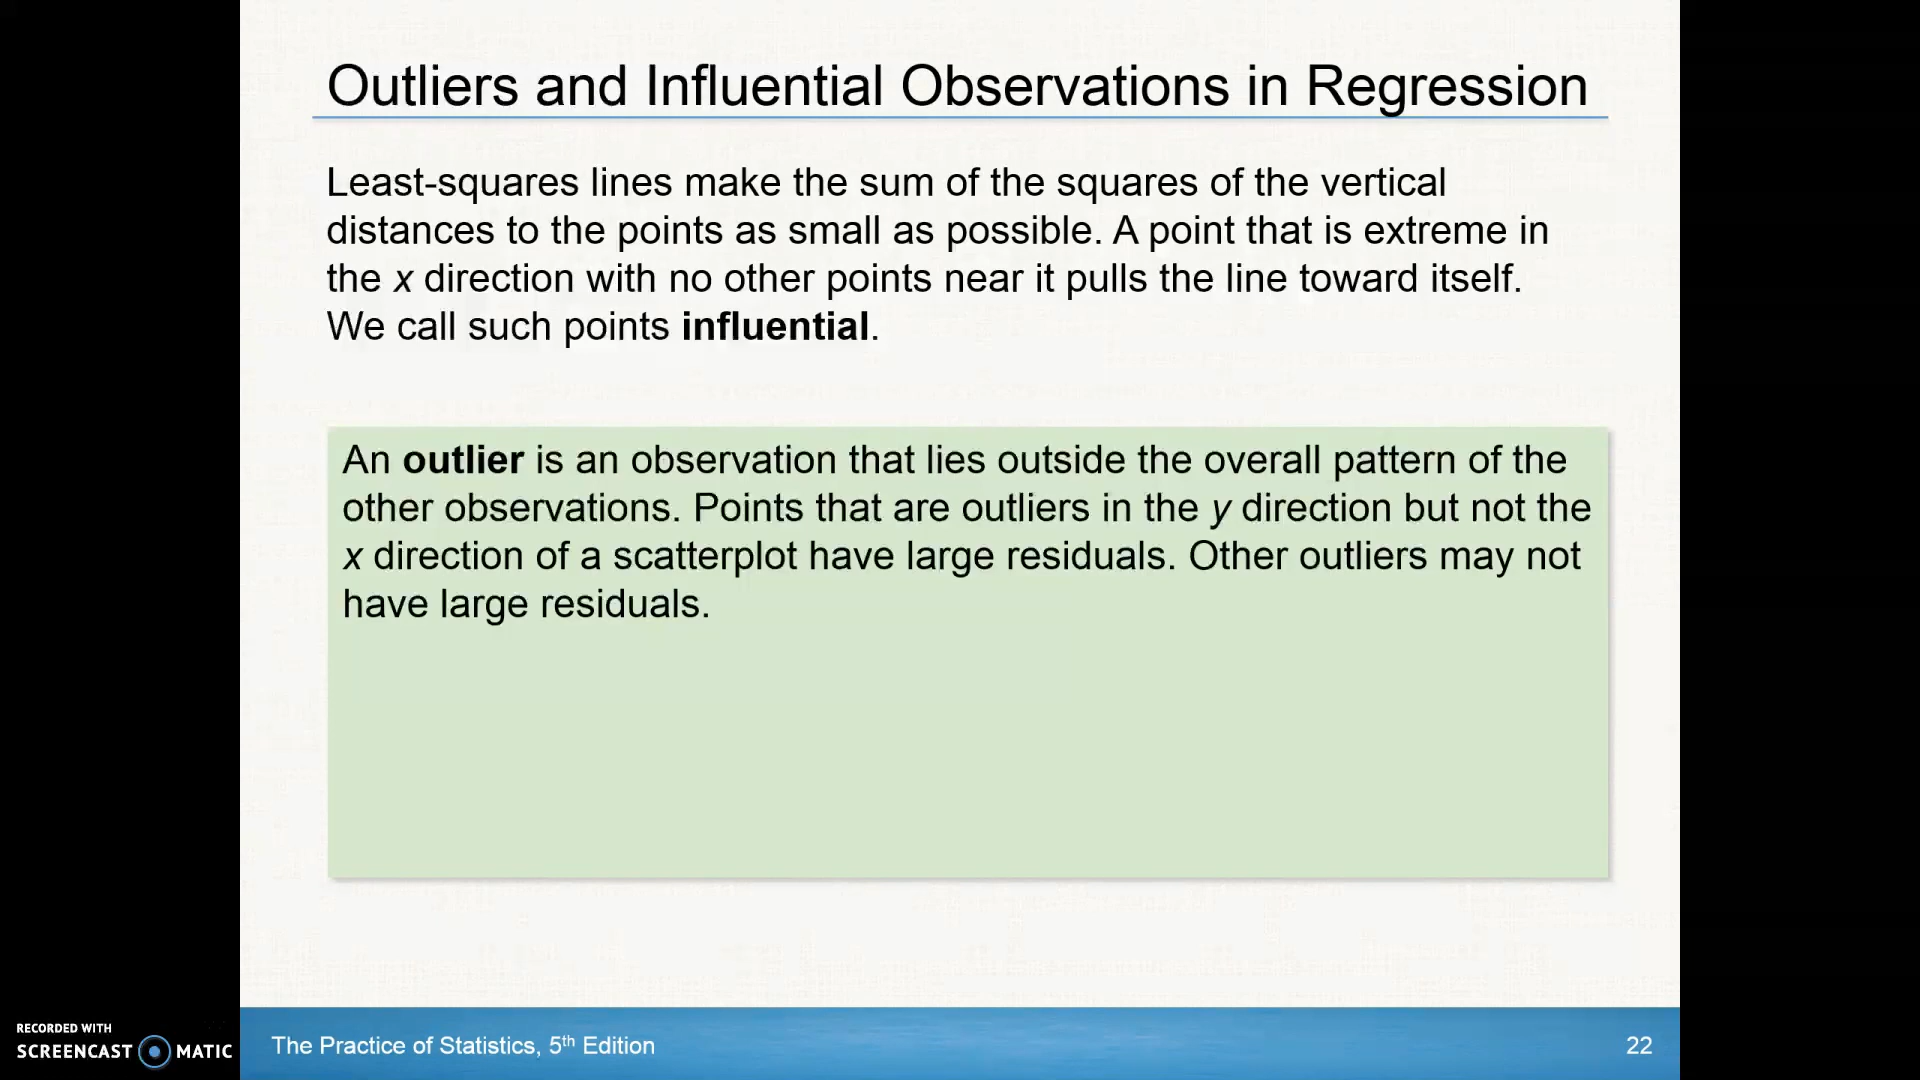 Outliers and Influential Observations in Regression
Least-squares lines make the sum of the squares of the vertical
distances to the points as small as possible. A point that is extreme in
the x direction with no other points near it pulls the line toward itself.
We call such points influential.
An outlier is an observation that lies outside the overall pattern of the
other observations. Points that are outliers in the y direction but not the
x direction of a scatterplot have large residuals. Other outliers may not
have large residuals.
RECORDED WITH
SCREENCAST MATIC
The Practice of Statistics, 5th Edition
22